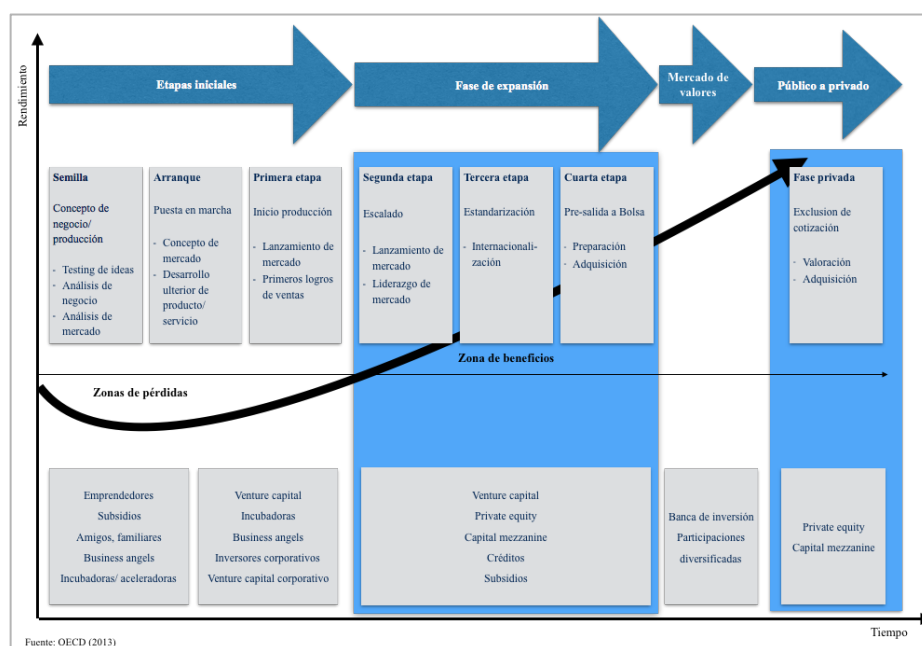 Rendimiento
Etapas iniciales
Fase de expansión
Mercado de
valores
Público a privado
Semilla
Concepto de
negocio/
producción
- Testing de ideas
- Análisis de
negocio
- Análisis de
mercado
Arranque
Puesta en marcha
- Concepto de
mercado
- Desarrollo
ulterior de
producto/
servicio
Primera etapa
Inicio producción
- Lanzamiento de
mercado
- Primeros logros
de ventas
Segunda etapa
Escalado
- Lanzamiento de
mercado
- Liderazgo de
mercado
Tercera etapa
Estandarización
- Internacionali-
zación
Cuarta etapa
Pre-salida a Bolsa
- Preparación
- Adquisición
Fase privada
Exclusion de
cotización
- Valoración
- Adquisición
Zona de beneficios
Zonas de pérdidas
Emprendedores
Subsidios
Amigos, familiares
Business angels
Incubadoras/ aceleradoras
Venture capital
Incubadoras
Business angels
Inversores corporativos
Venture capital corporativo
Venture capital
Private equity
Capital mezzanine
Créditos
Subsidios
Banca de inversión
Participaciones
diversificadas
Private equity
Capital mezzanine
Tiempo
Fuente: OECD (2013)